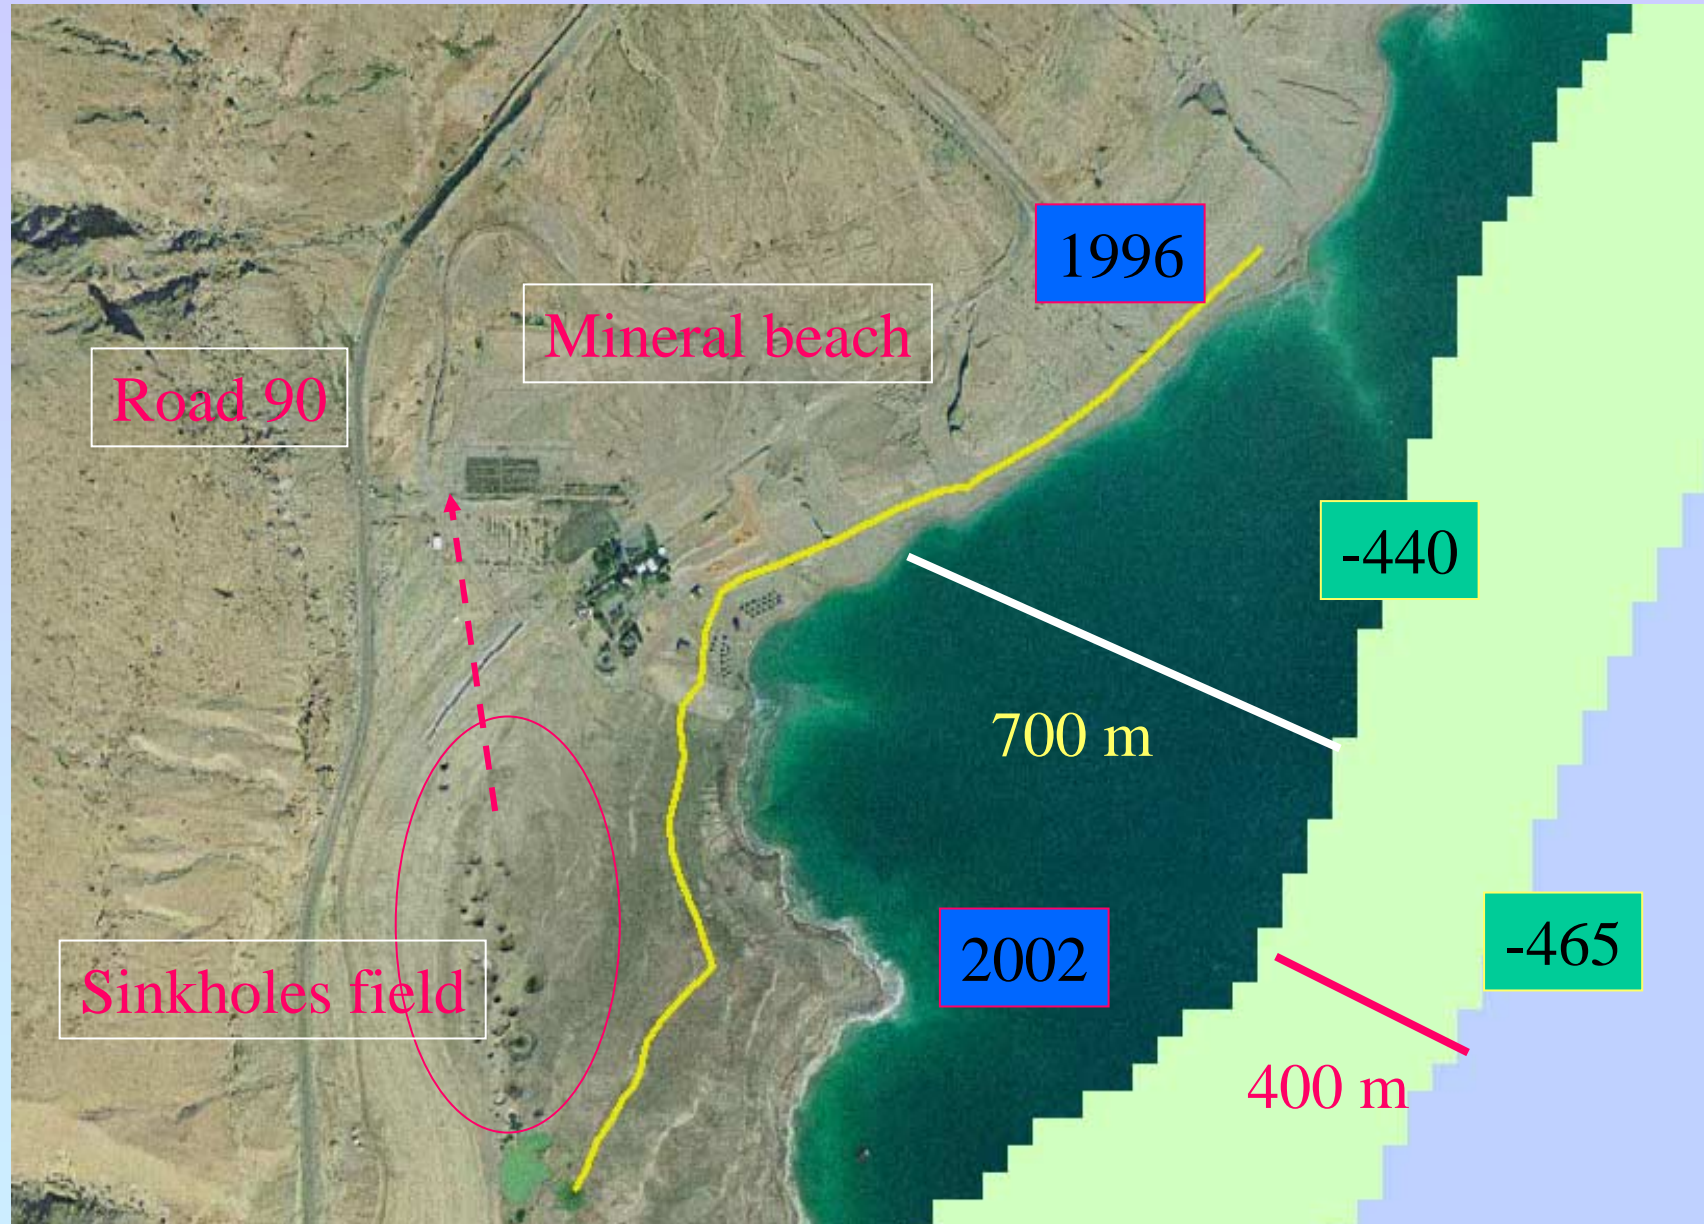 1996
Mineral beach
Road 90
-440
700 m
-465
2002
Sinkholes field
400 m